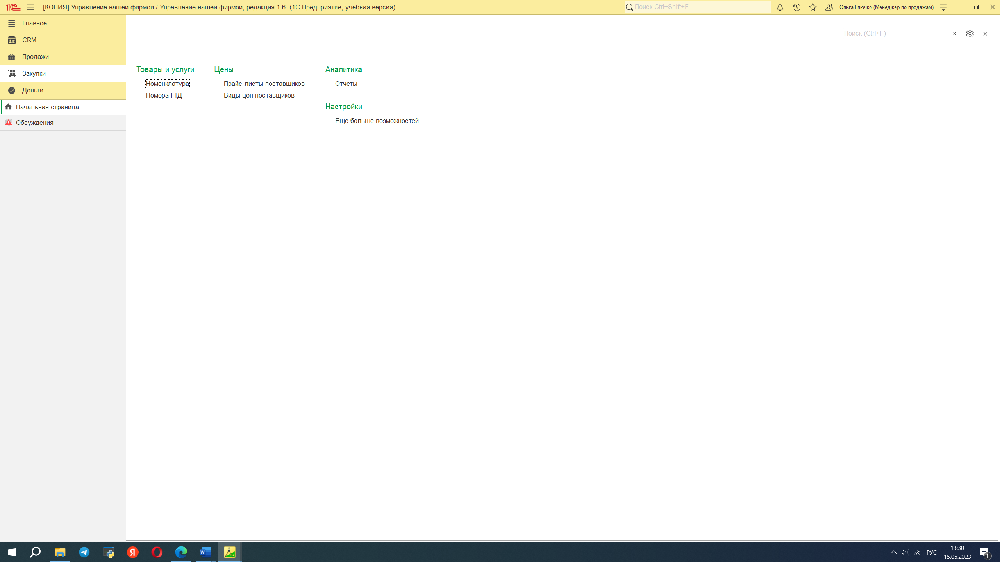 1С [КОПИЯ] Управление нашей фирмой / Управление нашей фирмой, редакция 1.6 (1С:Предприятие, учебная версия) Поиск Ctrl+Shift+F Ольга Глючко (Менеджер по продажам)
Главное
CRM
Продажи
Закупки
Деньги
Начальная страница
Обсуждения
Поиск (Ctrl+F)
Товары и услуги
Номенклатура
Номера ГТД
Цены
Прайс-листы поставщиков
Виды цен поставщиков
Аналитика
Отчеты
Настройки
Еще больше возможностей
Я
W
РУС
13:30
15.05.2023
1